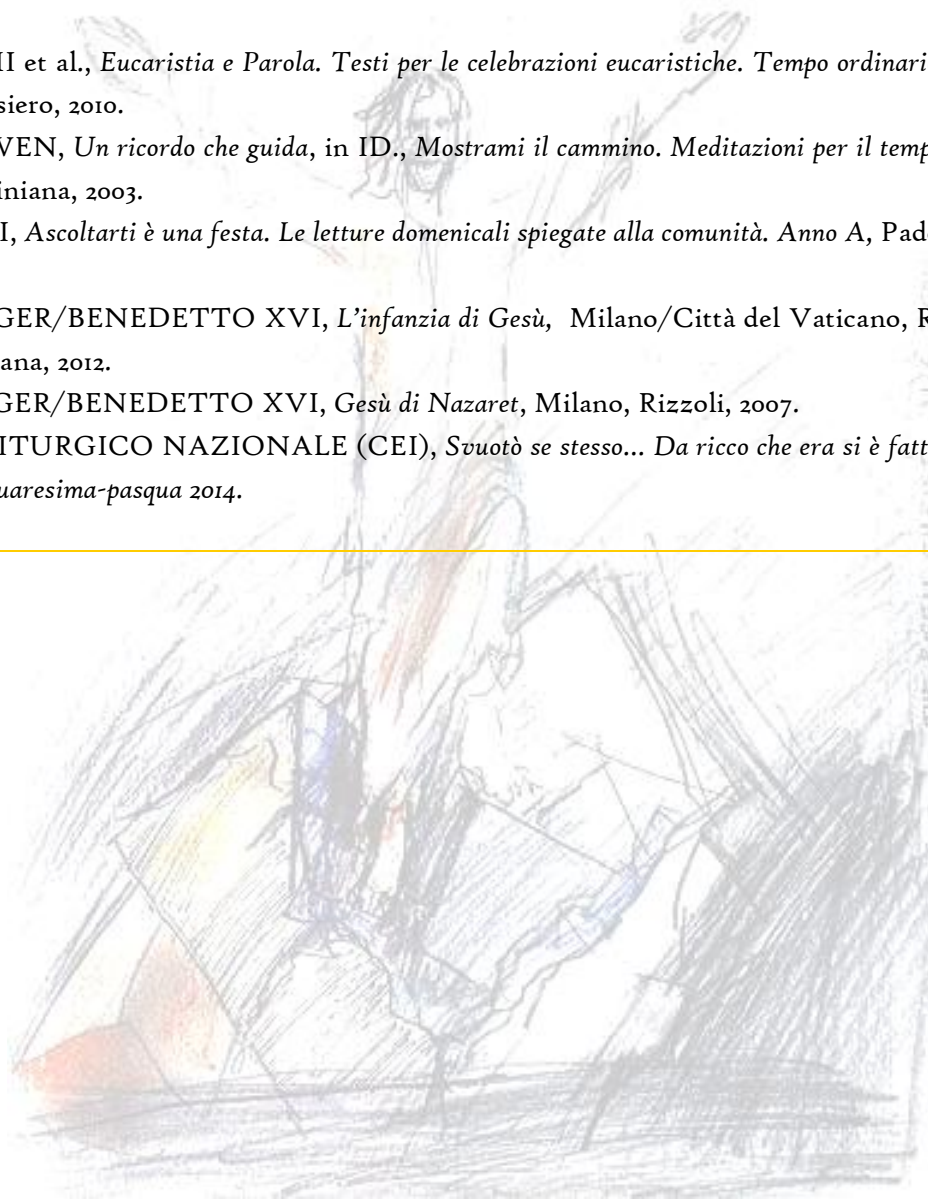 II et al., Eucaristia e Parola. Testi per le celebrazioni eucaristiche. Tempo ordinari
siero, 2010.
VEN, Un ricordo che guida, in ID., Mostrami il cammino. Meditazioni per il temp
iniana, 2003.
I, Ascoltarti è una festa. Le letture domenicali spiegate alla comunità. Anno A, Pad
GER/BENEDETTO XVI, L’infanzia di Gesù, Milano/Città del Vaticano, R
ana, 2012.
GER/BENEDETTO XVI, Gesù di Nazaret, Milano, Rizzoli, 2007.
ITURGICO NAZIONALE (CEI), Svuotò se stesso... Da ricco che era si è fatt
uaresima-pasqua 2014.